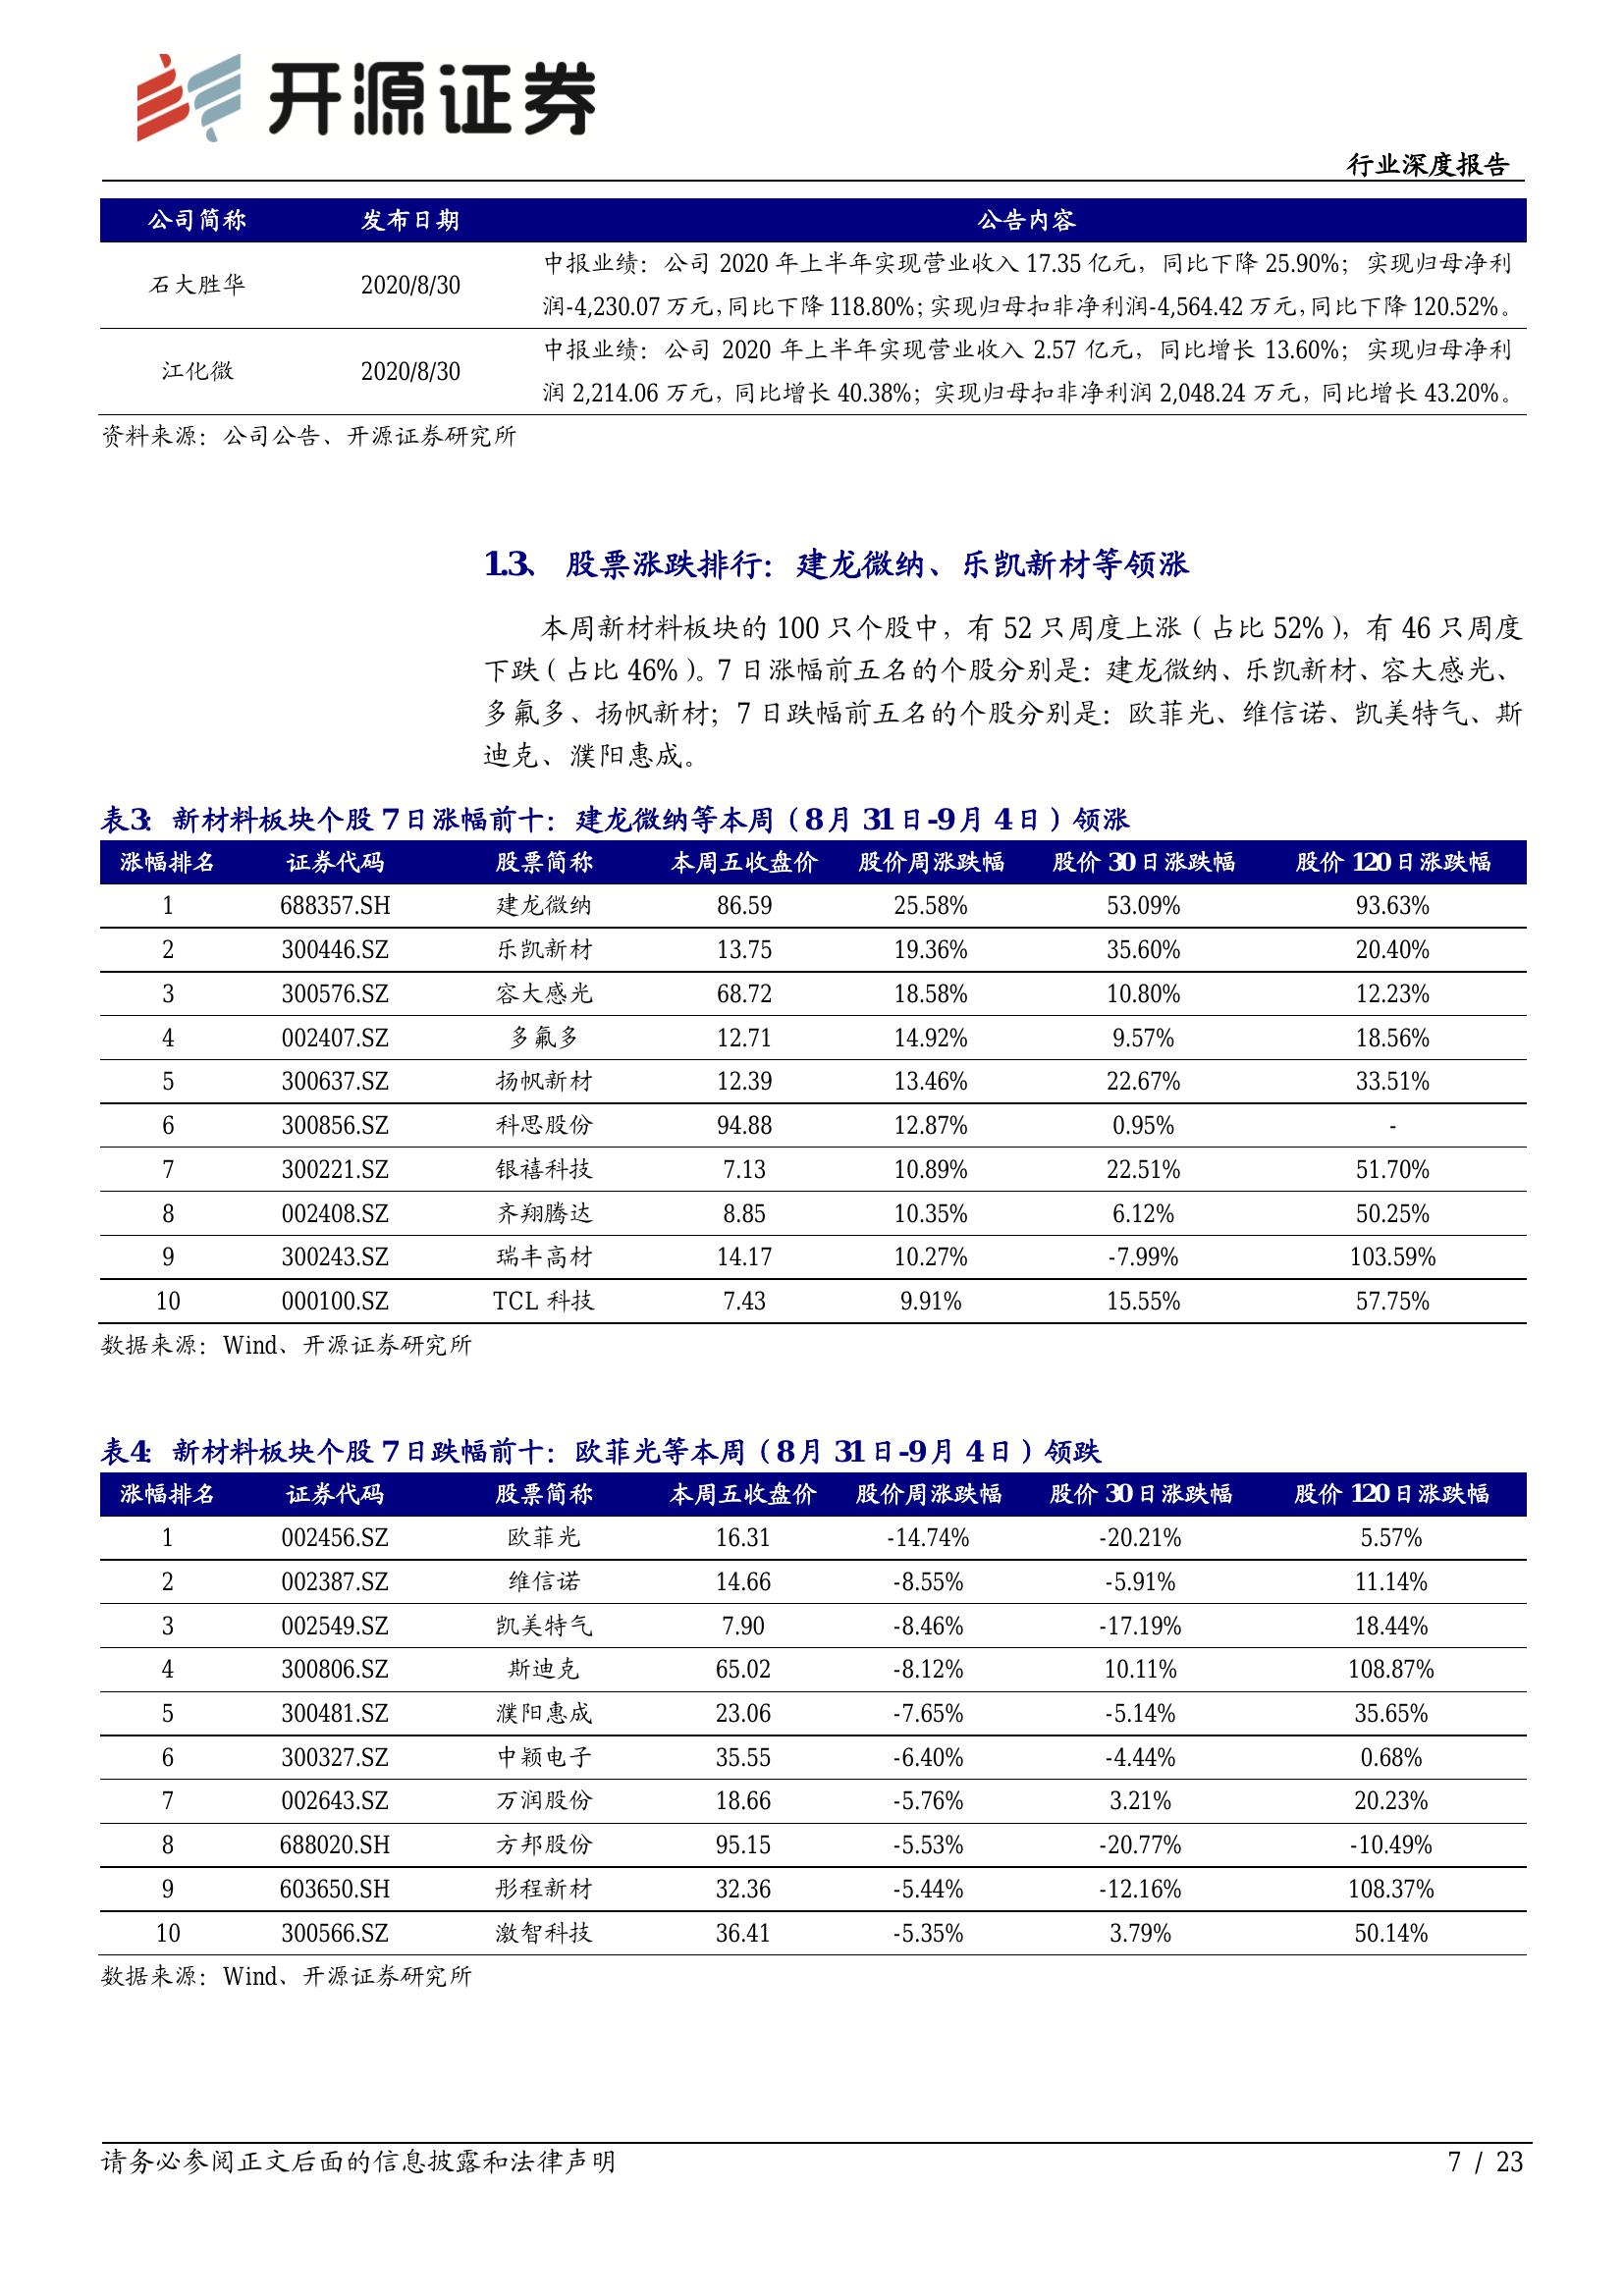 开源证券
行业深度报告
公司简称 发布日期 公告内容
石大胜华 2020/8/30 中报业绩：公司 2020 年上半年实现营业收入 17.35 亿元，同比下降 25.90%；实现归母净利
润-4,230.07 万元，同比下降 118.80%；实现归母扣非净利润-4,564.42 万元，同比下降 120.52%。
江化微 2020/8/30 中报业绩：公司 2020 年上半年实现营业收入 2.57 亿元，同比增长 13.60%；实现归母净利
润 2,214.06 万元，同比增长 40.38%；实现归母扣非净利润 2,048.24 万元，同比增长 43.20%。
资料来源：公司公告、开源证券研究所
1.3、 股票涨跌排行：建龙微纳、乐凯新材等领涨
本周新材料板块的 100 只个股中，有 52 只周度上涨（占比 52%），有 46 只周度
下跌（占比 46%）。7 日涨幅前五名的个股分别是：建龙微纳、乐凯新材、容大感光、
多氟多、扬帆新材；7 日跌幅前五名的个股分别是：欧菲光、维信诺、凯美特气、斯
迪克、濮阳惠成。
表3：新材料板块个股 7 日涨幅前十：建龙微纳等本周（8 月 31 日-9 月 4 日）领涨
涨幅排名 证券代码 股票简称 本周五收盘价 股价周涨跌幅 股价 30 日涨跌幅 股价 120 日涨跌幅
1 688357.SH 建龙微纳 86.59 25.58% 53.09% 93.63%
2 300446.SZ 乐凯新材 13.75 19.36% 35.60% 20.40%
3 300576.SZ 容大感光 68.72 18.58% 10.80% 12.23%
4 002407.SZ 多氟多 12.71 14.92% 9.57% 18.56%
5 300637.SZ 扬帆新材 12.39 13.46% 22.67% 33.51%
6 300856.SZ 科思股份 94.88 12.87% 0.95% -
7 300221.SZ 银禧科技 7.13 10.89% 22.51% 51.70%
8 002408.SZ 齐翔腾达 8.85 10.35% 6.12% 50.25%
9 300243.SZ 瑞丰高材 14.17 10.27% -7.99% 103.59%
10 000100.SZ TCL 科技 7.43 9.91% 15.55% 57.75%
数据来源：Wind、开源证券研究所
表4：新材料板块个股 7 日跌幅前十：欧菲光等本周（8 月 31 日-9 月 4 日）领跌
涨幅排名 证券代码 股票简称 本周五收盘价 股价周涨跌幅 股价 30 日涨跌幅 股价 120 日涨跌幅
1 002456.SZ 欧菲光 16.31 -14.74% -20.21% 5.57%
2 002387.SZ 维信诺 14.66 -8.55% -5.91% 11.14%
3 002549.SZ 凯美特气 7.90 -8.46% -17.19% 18.44%
4 300806.SZ 斯迪克 65.02 -8.12% 10.11% 108.87%
5 300481.SZ 濮阳惠成 23.06 -7.65% -5.14% 35.65%
6 300327.SZ 中颖电子 35.55 -6.40% -4.44% 0.68%
7 002643.SZ 万润股份 18.66 -5.76% 3.21% 20.23%
8 688020.SH 方邦股份 95.15 -5.53% -20.77% -10.49%
9 603650.SH 彤程新材 32.36 -5.44% -12.16% 108.37%
10 300566.SZ 激智科技 36.41 -5.35% 3.79% 50.14%
数据来源：Wind、开源证券研究所
请务必参阅正文后面的信息披露和法律声明 7 / 23